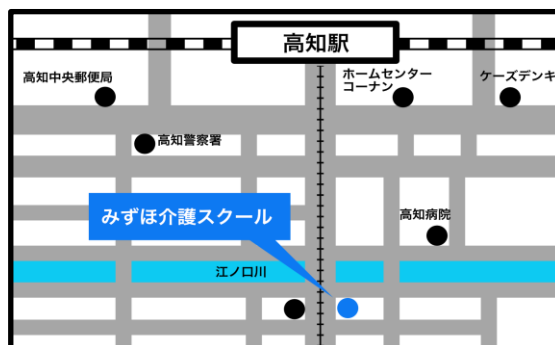 高知駅
高知中央郵便局
ホームセンター
コーナン
ケーズデンキ
高知警察署
みずほ介護スクール
高知病院
江ノ口川